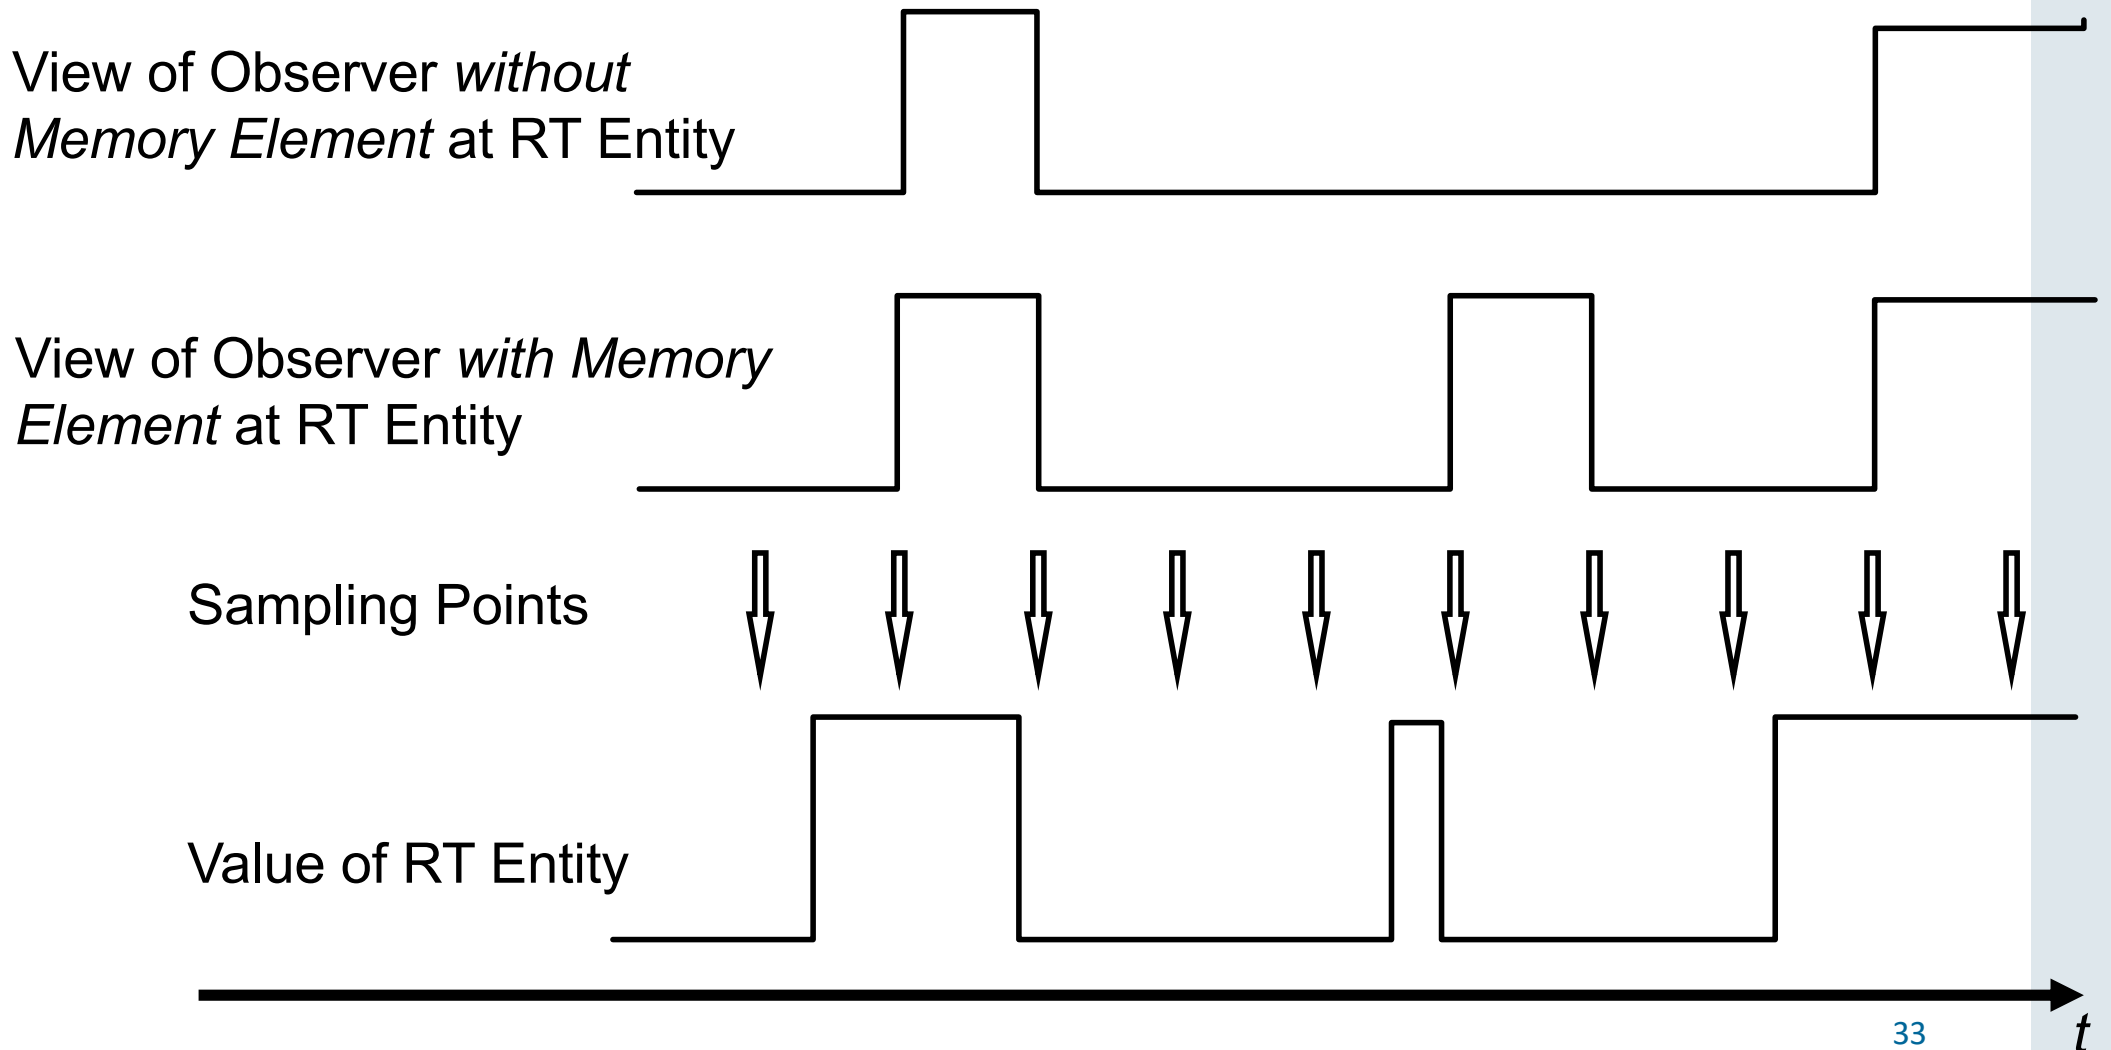 View of Observer without
Memory Element at RT Entity
View of Observer with Memory
Element at RT Entity
Sampling Points
Value of RT Entity
33
t